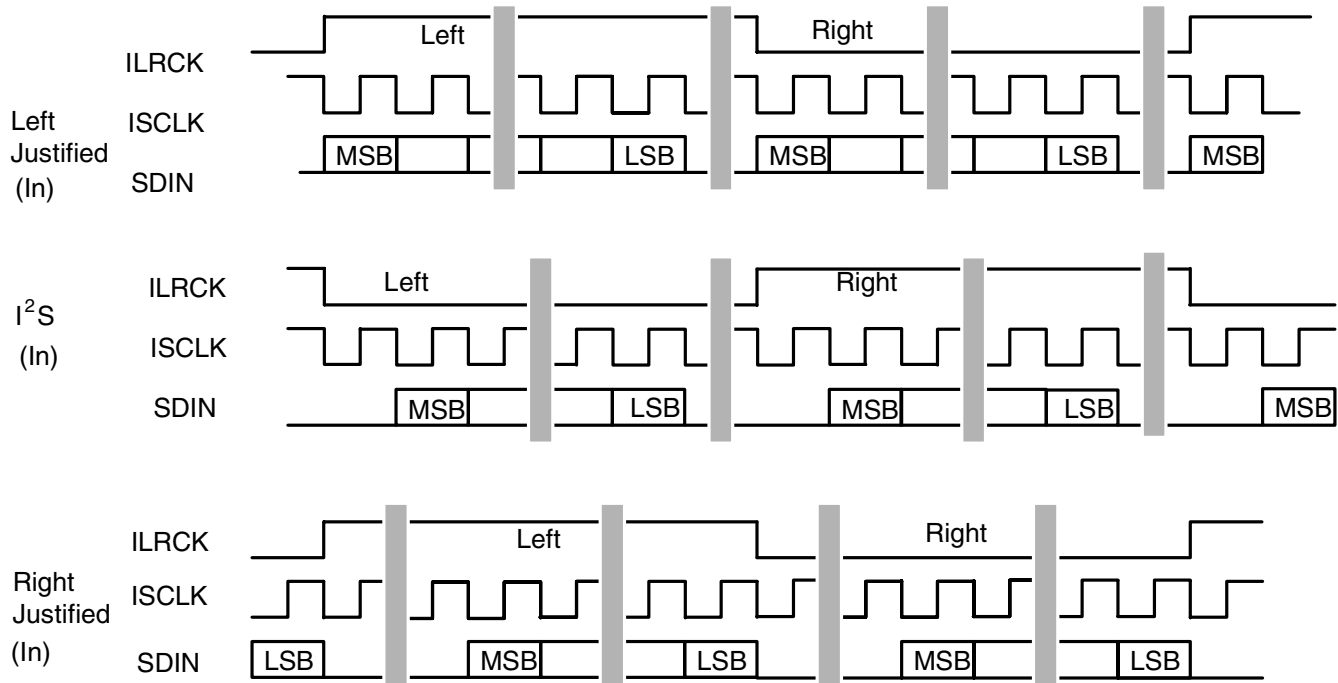 Left Right
ILRCK
ISCLK
Left
Justified
(In)
MSB LSB MSB LSB MSB
SDIN
Left Right
ILRCK
I²S
(In)
ISCLK
SDIN MSB LSB MSB LSB MSB
ILRCK Left Right
Right
Justified
(In)
ISCLK
SDIN LSB MSB LSB MSB LSB